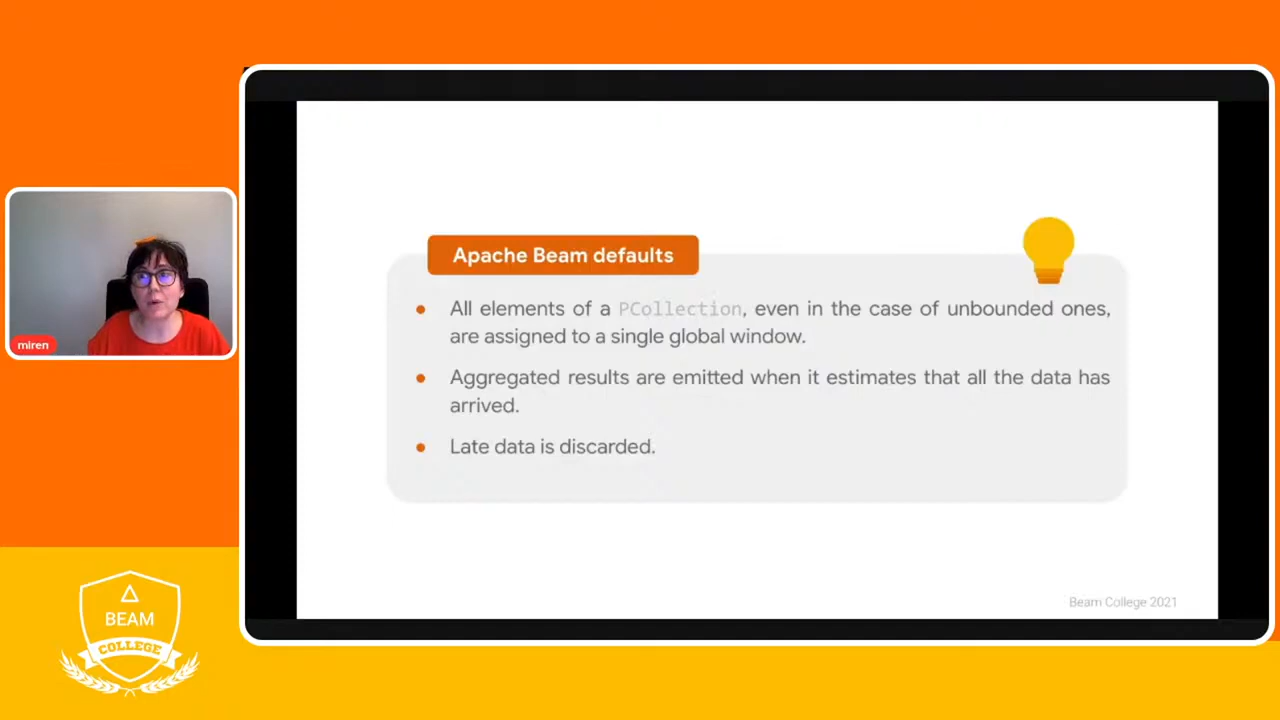 Apache Beam defaults
All elements of a PCollection, even in the case of unbounded ones,
are assigned to a single global window.
Aggregated results are emitted when it estimates that all the data has
arrived.
Late data is discarded.
Beam College 2021
miren
BEAM
COLLEGE